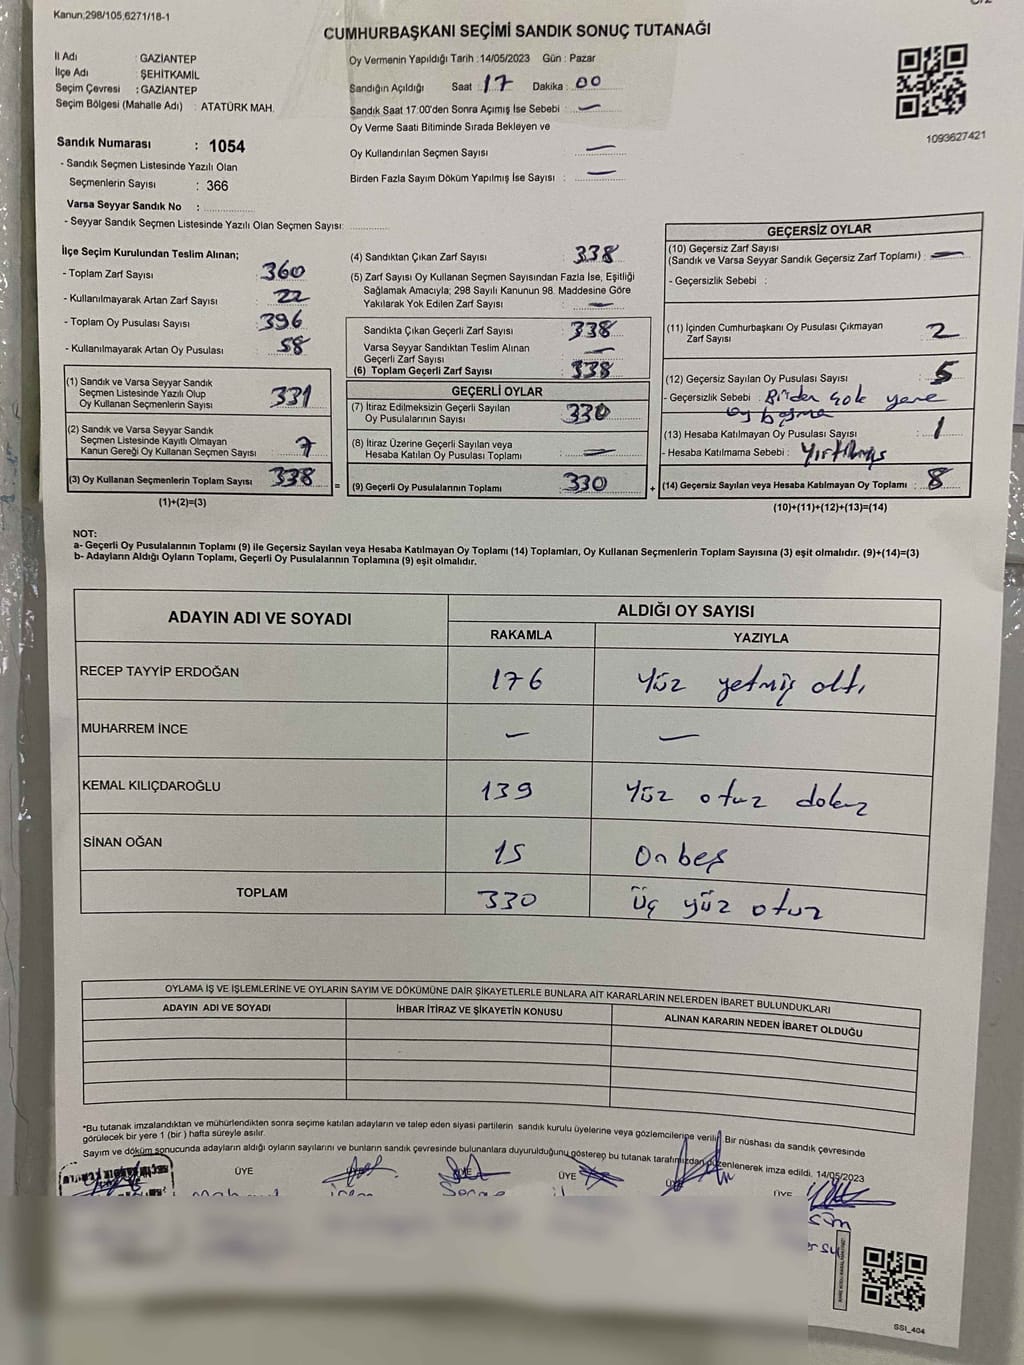 Kanun;298/105,6271/18-1
CUMHURBAŞKANI SEÇİMİ SANDIK SONUÇ TUTANAĞI
İl Adı : GAZİANTEP
İlçe Adı : ŞEHİTKAMİL
Seçim Çevresi : GAZİANTEP
Seçim Bölgesi (Mahalle Adı) : ATATÜRK MAH.
Oy Vermenin Yapıldığı Tarih : 14/05/2023 Gün : Pazar
Sandığın Açıldığı Saat : 17 Dakika : 00
Sandık Saat 17:00'den Sonra Açımış İse Sebebi : —
Oy Verme Saati Bitiminde Sırada Bekleyen ve
Oy Kullandırılan Seçmen Sayısı : —
Birden Fazla Sayım Döküm Yapılmış İse Sayısı : —
1093627421
Sandık Numarası : 1054
- Sandık Seçmen Listesinde Yazılı Olan
Seçmenlerin Sayısı : 366
Varsa Seyyar Sandık No :
- Seyyar Sandık Seçmen Listesinde Yazılı Olan Seçmen Sayısı:
İlçe Seçim Kurulundan Teslim Alınan;
- Toplam Zarf Sayısı : 360
- Kullanılmayarak Artan Zarf Sayısı : 22
- Toplam Oy Pusulası Sayısı : 396
- Kullanılmayarak Artan Oy Pusulası : 58
(1) Sandık ve Varsa Seyyar Sandık
Seçmen Listesinde Yazılı Olup
Oy Kullanan Seçmenlerin Sayısı : 331
(2) Sandık ve Varsa Seyyar Sandık
Seçmen Listesinde Kayıtlı Olmayan
Kanun Gereği Oy Kullanan Seçmen Sayısı : 7
(3) Oy Kullanan Seçmenlerin Toplam Sayısı : 338
(1)+(2)=(3)
(4) Sandıktan Çıkan Zarf Sayısı : 338
(5) Zarf Sayısı Oy Kullanan Seçmen Sayısından Fazla İse, Eşitliği
Sağlamak Amacıyla; 298 Sayılı Kanunun 98. Maddesine Göre
Yakılarak Yok Edilen Zarf Sayısı : —
Sandıkta Çıkan Geçerli Zarf Sayısı : 338
Varsa Seyyar Sandıktan Teslim Alınan
Geçerli Zarf Sayısı : —
(6) Toplam Geçerli Zarf Sayısı : 338
GEÇERLİ OYLAR
(7) İtiraz Edilmeksizin Geçerli Sayılan
Oy Pusulalarının Sayısı : 330
(8) İtiraz Üzerine Geçerli Sayılan veya
Hesaba Katılan Oy Pusulası Toplamı : —
(9) Geçerli Oy Pusulalarının Toplamı : 330
GEÇERSİZ OYLAR
(10) Geçersiz Zarf Sayısı
(Sandık ve Varsa Seyyar Sandık Geçersiz Zarf Toplamı) : —
- Geçersizlik Sebebi :
(11) İçinden Cumhurbaşkanı Oy Pusulası Çıkmayan
Zarf Sayısı : 2
(12) Geçersiz Sayılan Oy Pusulası Sayısı : 5
- Geçersizlik Sebebi : Birden çok yere
oy basma
(13) Hesaba Katılmayan Oy Pusulası Sayısı : 1
- Hesaba Katılmama Sebebi : Yırtılmış
(14) Geçersiz Sayılan veya Hesaba Katılmayan Oy Toplamı : 8
(10)+(11)+(12)+(13)=(14)
NOT:
a- Geçerli Oy Pusulalarının Toplamı (9) ile Geçersiz Sayılan veya Hesaba Katılmayan Oy Toplamı (14) Toplamları, Oy Kullanan Seçmenlerin Toplam Sayısına (3) eşit olmalıdır. (9)+(14)=(3)
b- Adayların Aldığı Oyların Toplamı, Geçerli Oy Pusulalarının Toplamına (9) eşit olmalıdır.
ADAYIN ADI VE SOYADI ALDIĞI OY SAYISI
RAKAMLA YAZIYLA
RECEP TAYYİP ERDOĞAN 176 Yüz yetmiş altı
MUHARREM İNCE — —
KEMAL KILIÇDAROĞLU 139 Yüz otuz dokuz
SİNAN OĞAN 15 On beş
TOPLAM 330 Üç yüz otuz
OYLAMA İŞ VE İŞLEMLERİNE VE OYLARIN SAYIM VE DÖKÜMÜNE DAİR ŞİKAYETLERLE BUNLARA AİT KARARLARIN NELERDEN İBARET BULUNDUKLARI
ADAYIN ADI VE SOYADI İHBAR İTİRAZ VE ŞİKAYETİN KONUSU ALINAN KARARIN NEDEN İBARET OLDUĞU
*Bu tutanak imzalandıktan ve mühürlendikten sonra seçime katılan adayların ve talep eden siyasi partilerin sandık kurulu üyelerine veya gözlemcilerine verilir. Bir nüshası da sandık çevresinde
görülecek bir yere 1 (bir ) hafta süreyle asılır.
Sayım ve döküm sonucunda adayların aldığı oyların sayılarını ve bunların sandık çevresinde bulunanlara duyurulduğunu gösterep bu tutanak tarafımızdan düzenlenerek imza edildi. 14/05/2023
ÜYE ÜYE ÜYE ÜYE ÜYE
SSİ_404